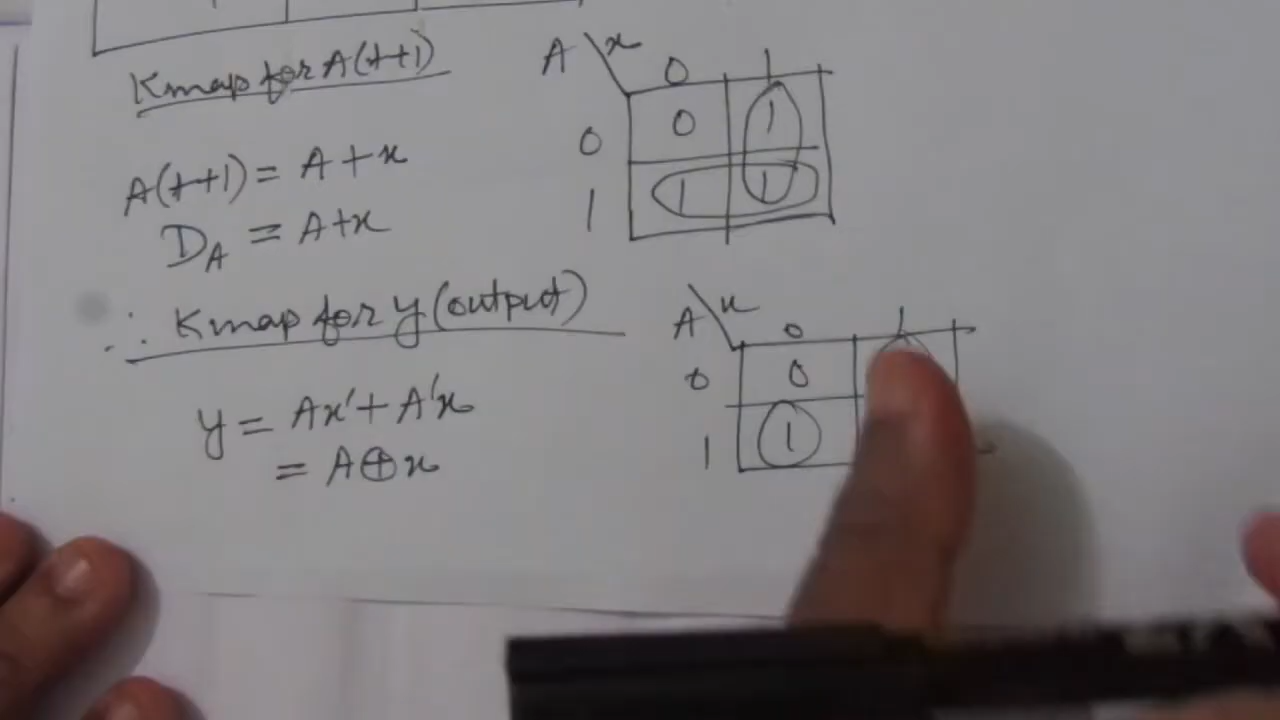 Kmap for A(t+1)
A(t+1) = A + x
D_A = A+x
A \ x
0 1
0 0 1
1 1 1
∴ Kmap for y (output)
y = Ax' + A'x
= A⊕x
A \ x
0 1
0 0
1 1